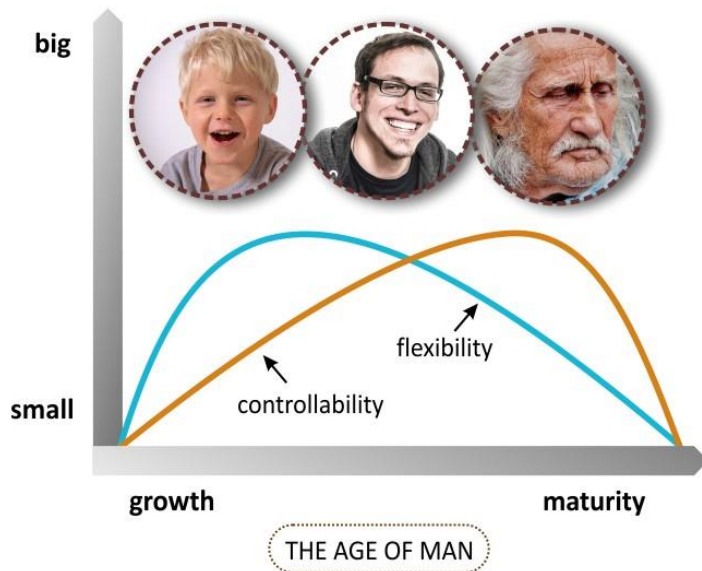 big
flexibility
controllability
small
growth
maturity
THE AGE OF MAN